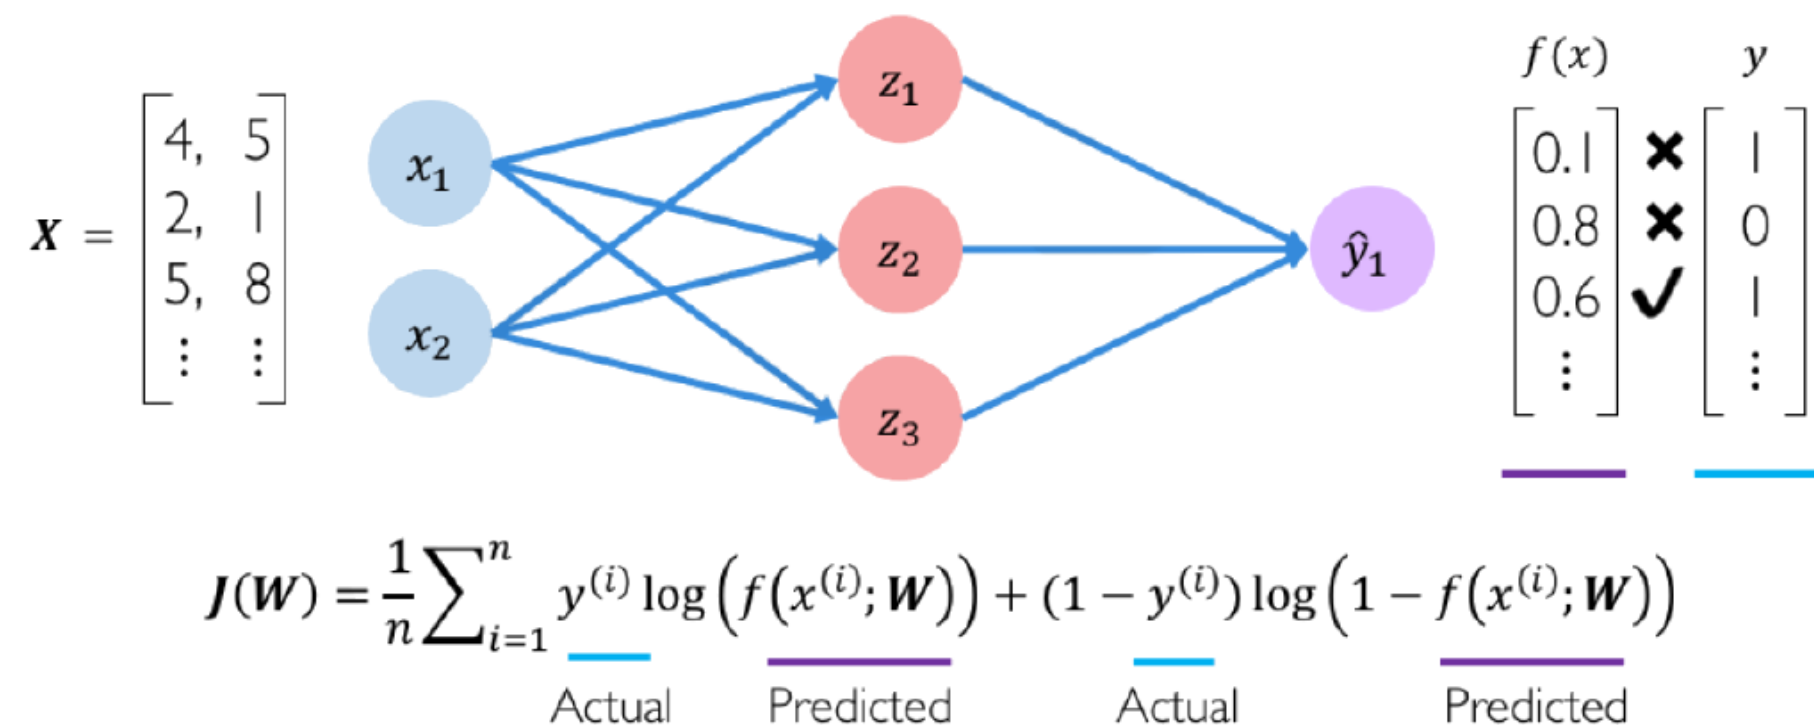 X =
4, 5
2, 1
5, 8
⋮ ⋮
x₁
x₂
z₁
z₂
z₃
ŷ₁
f(x) y
0.1 ✖ 1
0.8 ✖ 0
0.6 ✔ 1
⋮ ⋮
J(W) = 1/n ∑ᵢ₌₁ⁿ y⁽ⁱ⁾ log(f(x⁽ⁱ⁾; W)) + (1 − y⁽ⁱ⁾) log(1 − f(x⁽ⁱ⁾; W))
Actual Predicted Actual Predicted